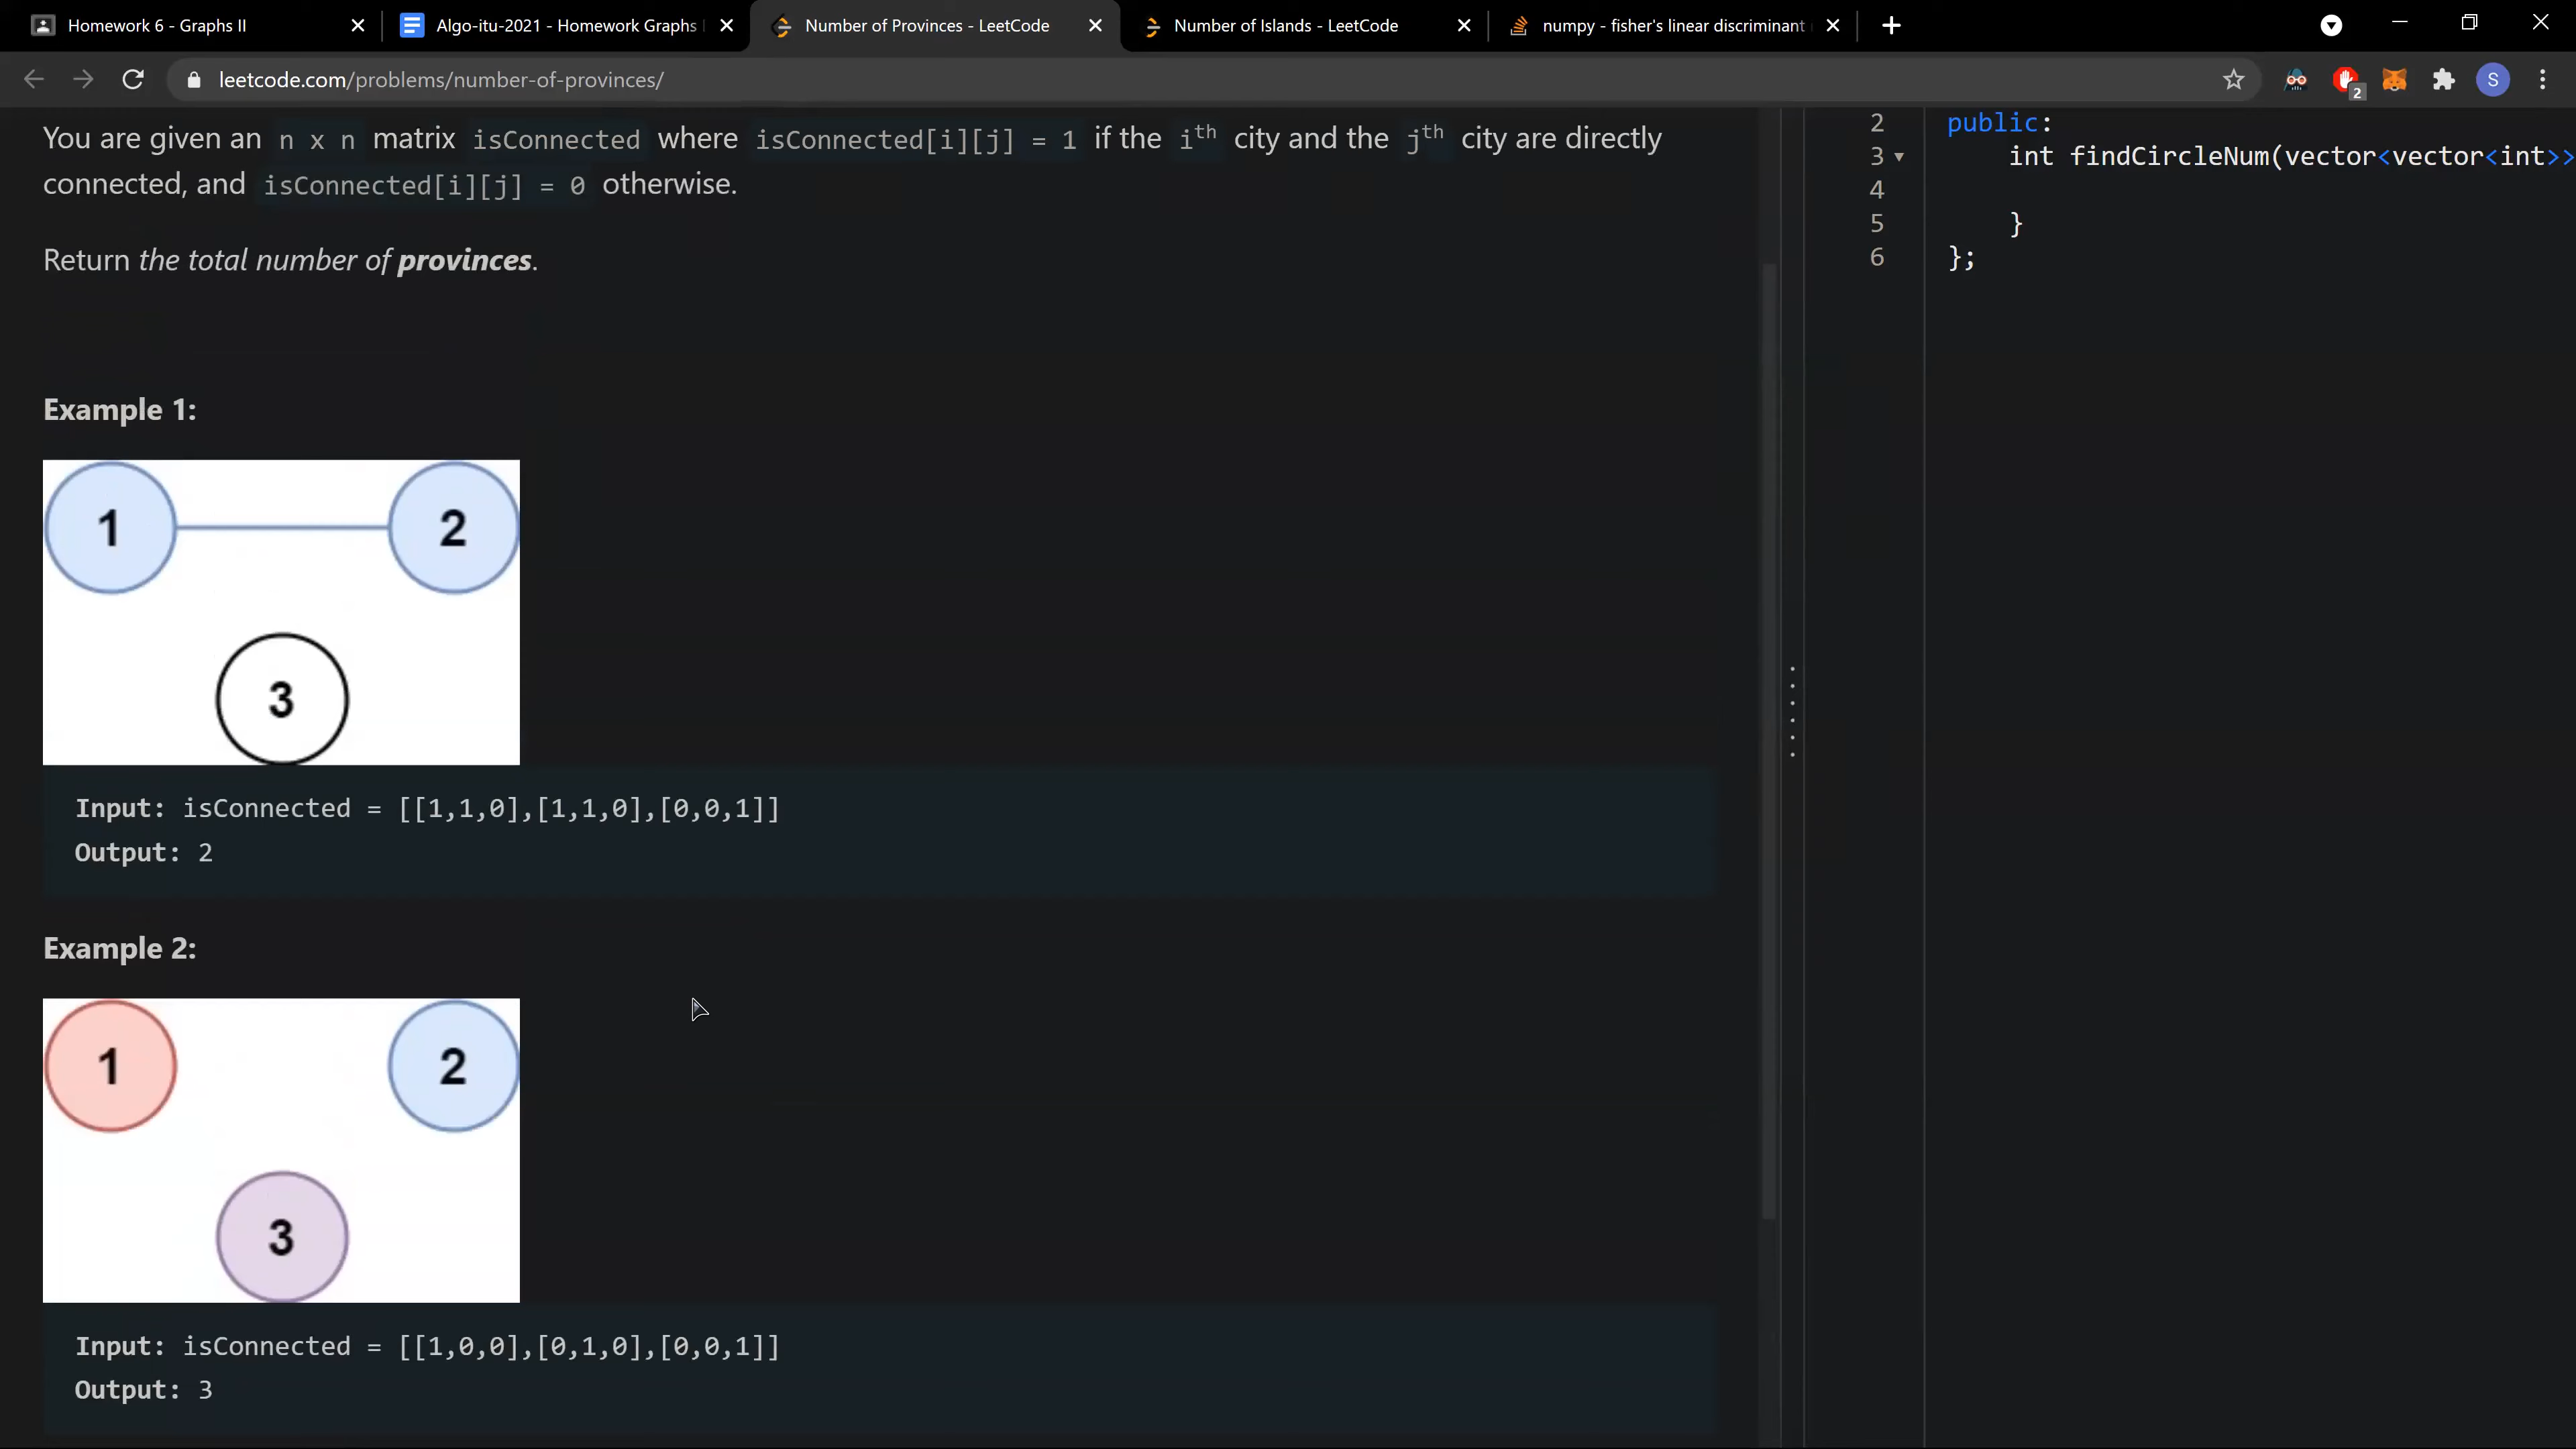 Homework 6 - Graphs II
Algo-itu-2021 - Homework Graphs
Number of Provinces - LeetCode
Number of Islands - LeetCode
numpy - fisher's linear discriminant
leetcode.com/problems/number-of-provinces/
2
S
You are given an n x n matrix isConnected where isConnected[i][j] = 1 if the ith city and the jth city are directly
connected, and isConnected[i][j] = 0 otherwise.
Return the total number of provinces.
Example 1:
1
2
3
Input: isConnected = [[1,1,0],[1,1,0],[0,0,1]]
Output: 2
Example 2:
1
2
3
Input: isConnected = [[1,0,0],[0,1,0],[0,0,1]]
Output: 3
2 public:
3 int findCircleNum(vector<vector<int>>
4
5 }
6 };